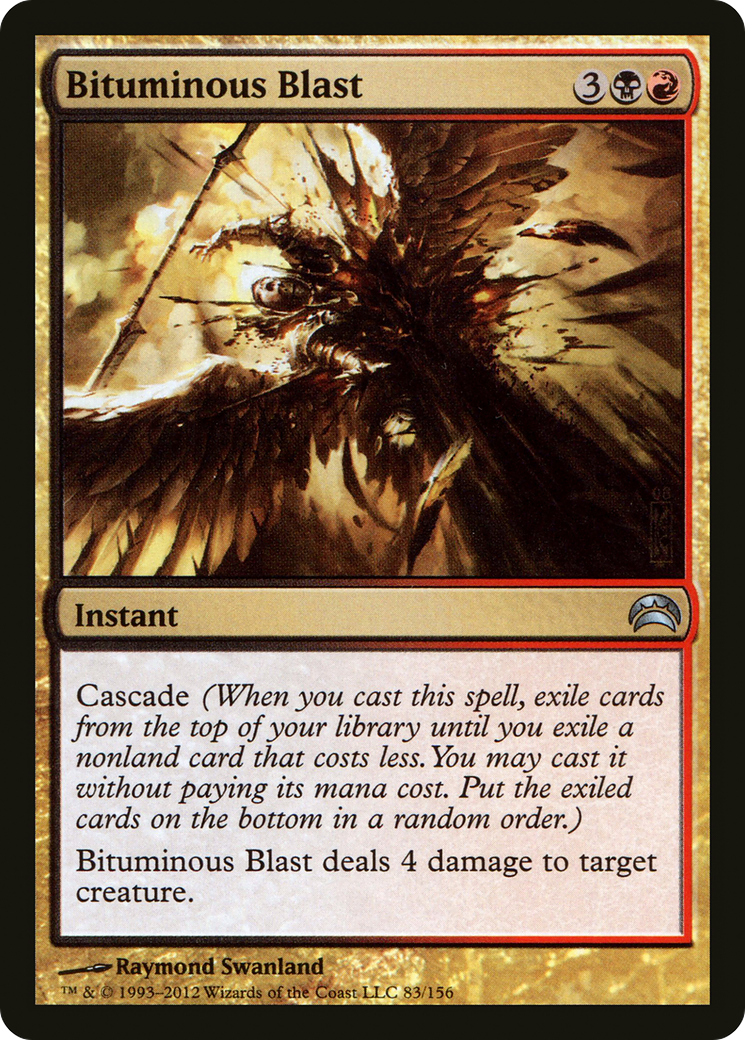 Bituminous Blast 3
Instant
Cascade (When you cast this spell, exile cards
from the top of your library until you exile a
nonland card that costs less. You may cast it
without paying its mana cost. Put the exiled
cards on the bottom in a random order.)
Bituminous Blast deals 4 damage to target
creature.
Raymond Swanland
™ & © 1993–2012 Wizards of the Coast LLC 83/156